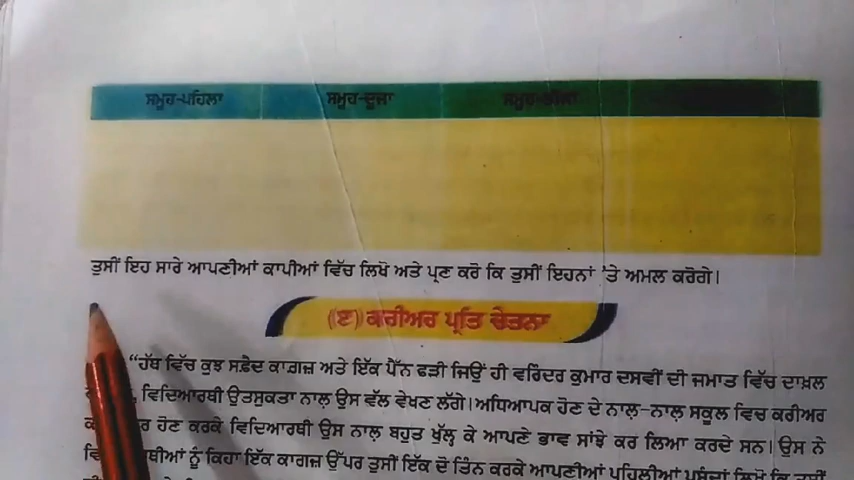 ਸਮੂਹ-ਪਹਿਲਾ ਸਮੂਹ-ਦੂਜਾ ਸਮੂਹ-ਤੀਜਾ
ਤੁਸੀਂ ਇਹ ਸਾਰੇ ਆਪਣੀਆਂ ਕਾਪੀਆਂ ਵਿੱਚ ਲਿਖੋ ਅਤੇ ਪ੍ਰਣ ਕਰੋ ਕਿ ਤੁਸੀਂ ਇਹਨਾਂ 'ਤੇ ਅਮਲ ਕਰੋਗੇ।
(ੲ) ਕਰੀਅਰ ਪ੍ਰਤਿ ਚੇਤਨਾ
"ਹੱਥ ਵਿੱਚ ਕੁਝ ਸਫ਼ੈਦ ਕਾਗ਼ਜ਼ ਅਤੇ ਇੱਕ ਪੈੱਨ ਫੜੀ ਜਿਉਂ ਹੀ ਵਰਿੰਦਰ ਕੁਮਾਰ ਦਸਵੀਂ ਦੀ ਜਮਾਤ ਵਿੱਚ ਦਾਖ਼ਲ
ਵਿਦਿਆਰਥੀ ਉਤਸੁਕਤਾ ਨਾਲ਼ ਉਸ ਵੱਲ ਵੇਖਣ ਲੱਗੇ। ਅਧਿਆਪਕ ਹੋਣ ਦੇ ਨਾਲ਼-ਨਾਲ਼ ਸਕੂਲ ਵਿਚ ਕਰੀਅਰ
ਹੋਣ ਕਰਕੇ ਵਿਦਿਆਰਥੀ ਉਸ ਨਾਲ਼ ਬਹੁਤ ਖੁੱਲ੍ਹ ਕੇ ਆਪਣੇ ਭਾਵ ਸਾਂਝੇ ਕਰ ਲਿਆ ਕਰਦੇ ਸਨ। ਉਸ ਨੇ
ਨੂੰ ਕਿਹਾ ਇੱਕ ਕਾਗਜ਼ ਉੱਪਰ ਤੁਸੀਂ ਇੱਕ ਦੋ ਤਿੰਨ ਕਰਕੇ ਆਪਣੀਆਂ ਪਹਿਲੀਆਂ ਪਸੰਦਾਂ ਲਿਖੋ ਕਿ ਤੁਸੀਂ